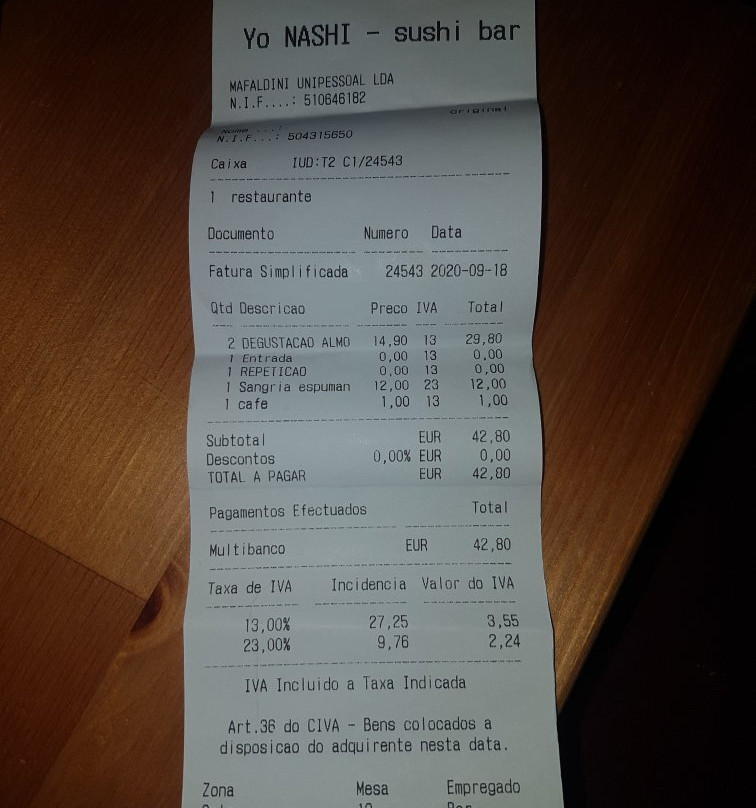 Yo NASHI - sushi bar
MAFALDINI UNIPESSOAL LDA
N.I.F....: 510646182
Original
Nome ...:
N.I.F...: 504315650
Caixa IUD:T2 C1/24543
1 restaurante
Documento Numero Data
Fatura Simplificada 24543 2020-09-18
Qtd Descricao Preco IVA Total
2 DEGUSTACAO ALMO 14,90 13 29,80
1 Entrada 0,00 13 0,00
1 REPETICAO 0,00 13 0,00
1 Sangria espuman 12,00 23 12,00
1 cafe 1,00 13 1,00
Subtotal EUR 42,80
Descontos 0,00% EUR 0,00
TOTAL A PAGAR EUR 42,80
Pagamentos Efectuados Total
Multibanco EUR 42,80
Taxa de IVA Incidencia Valor do IVA
13,00% 27,25 3,55
23,00% 9,76 2,24
IVA Incluido a Taxa Indicada
Art.36 do CIVA - Bens colocados a
disposicao do adquirente nesta data.
Zona Mesa Empregado